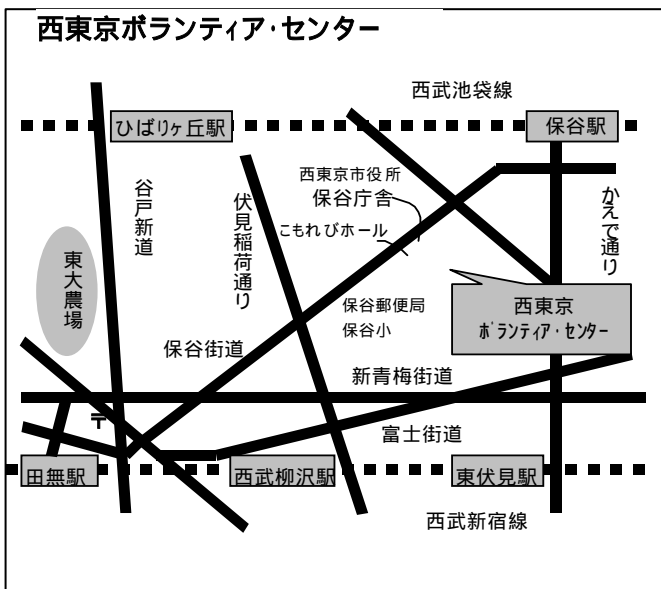 西東京ボランティア・センター
西武池袋線
ひばりヶ丘駅
保谷駅
西東京市役所
保谷庁舎
こもれびホール
谷戸新道
伏見稲荷通り
かえで通り
東大農場
保谷郵便局
保谷小
西東京
ボランティア・センター
保谷街道
新青梅街道
〒
富士街道
田無駅
西武柳沢駅
東伏見駅
西武新宿線